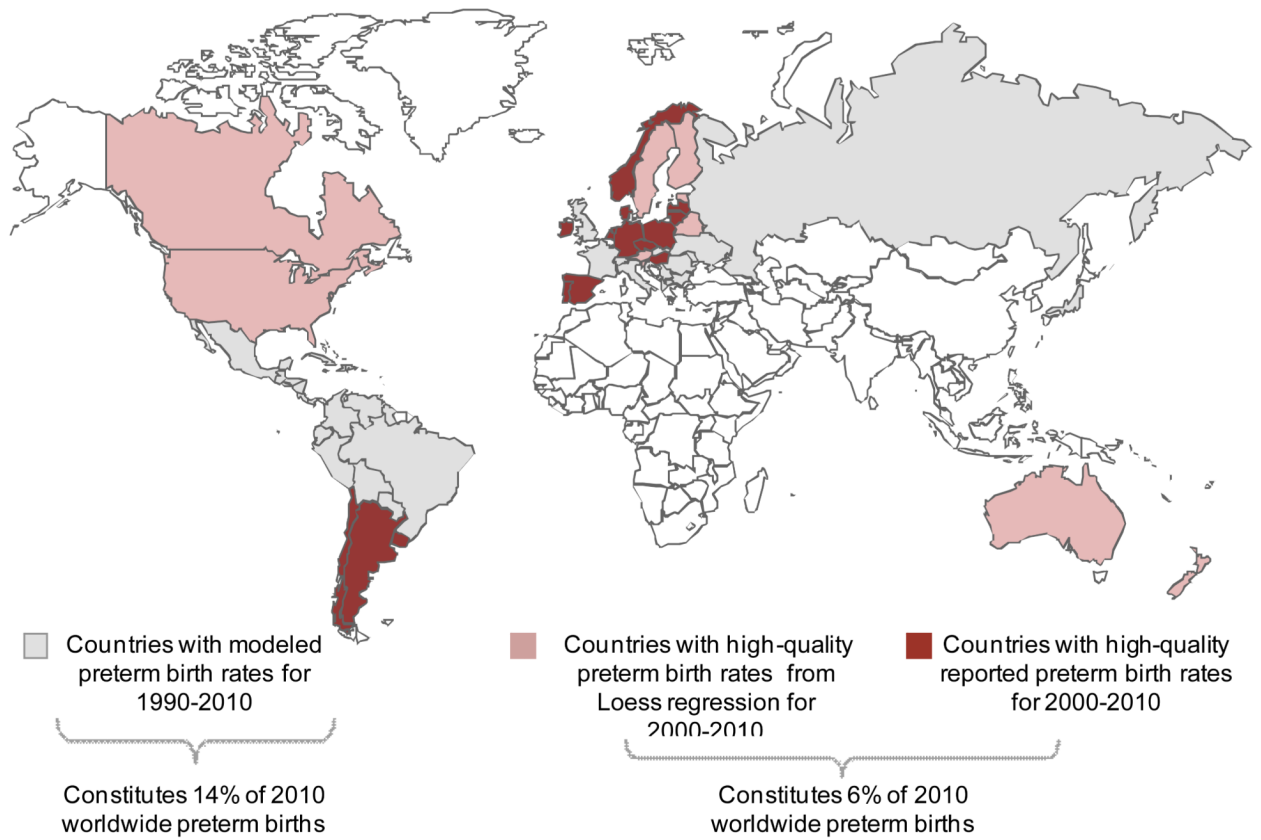 Countries with modeled
preterm birth rates for
1990-2010
Countries with high-quality
preterm birth rates from
Loess regression for
2000-2010
Countries with high-quality
reported preterm birth rates
for 2000-2010
Constitutes 14% of 2010
worldwide preterm births
Constitutes 6% of 2010
worldwide preterm births